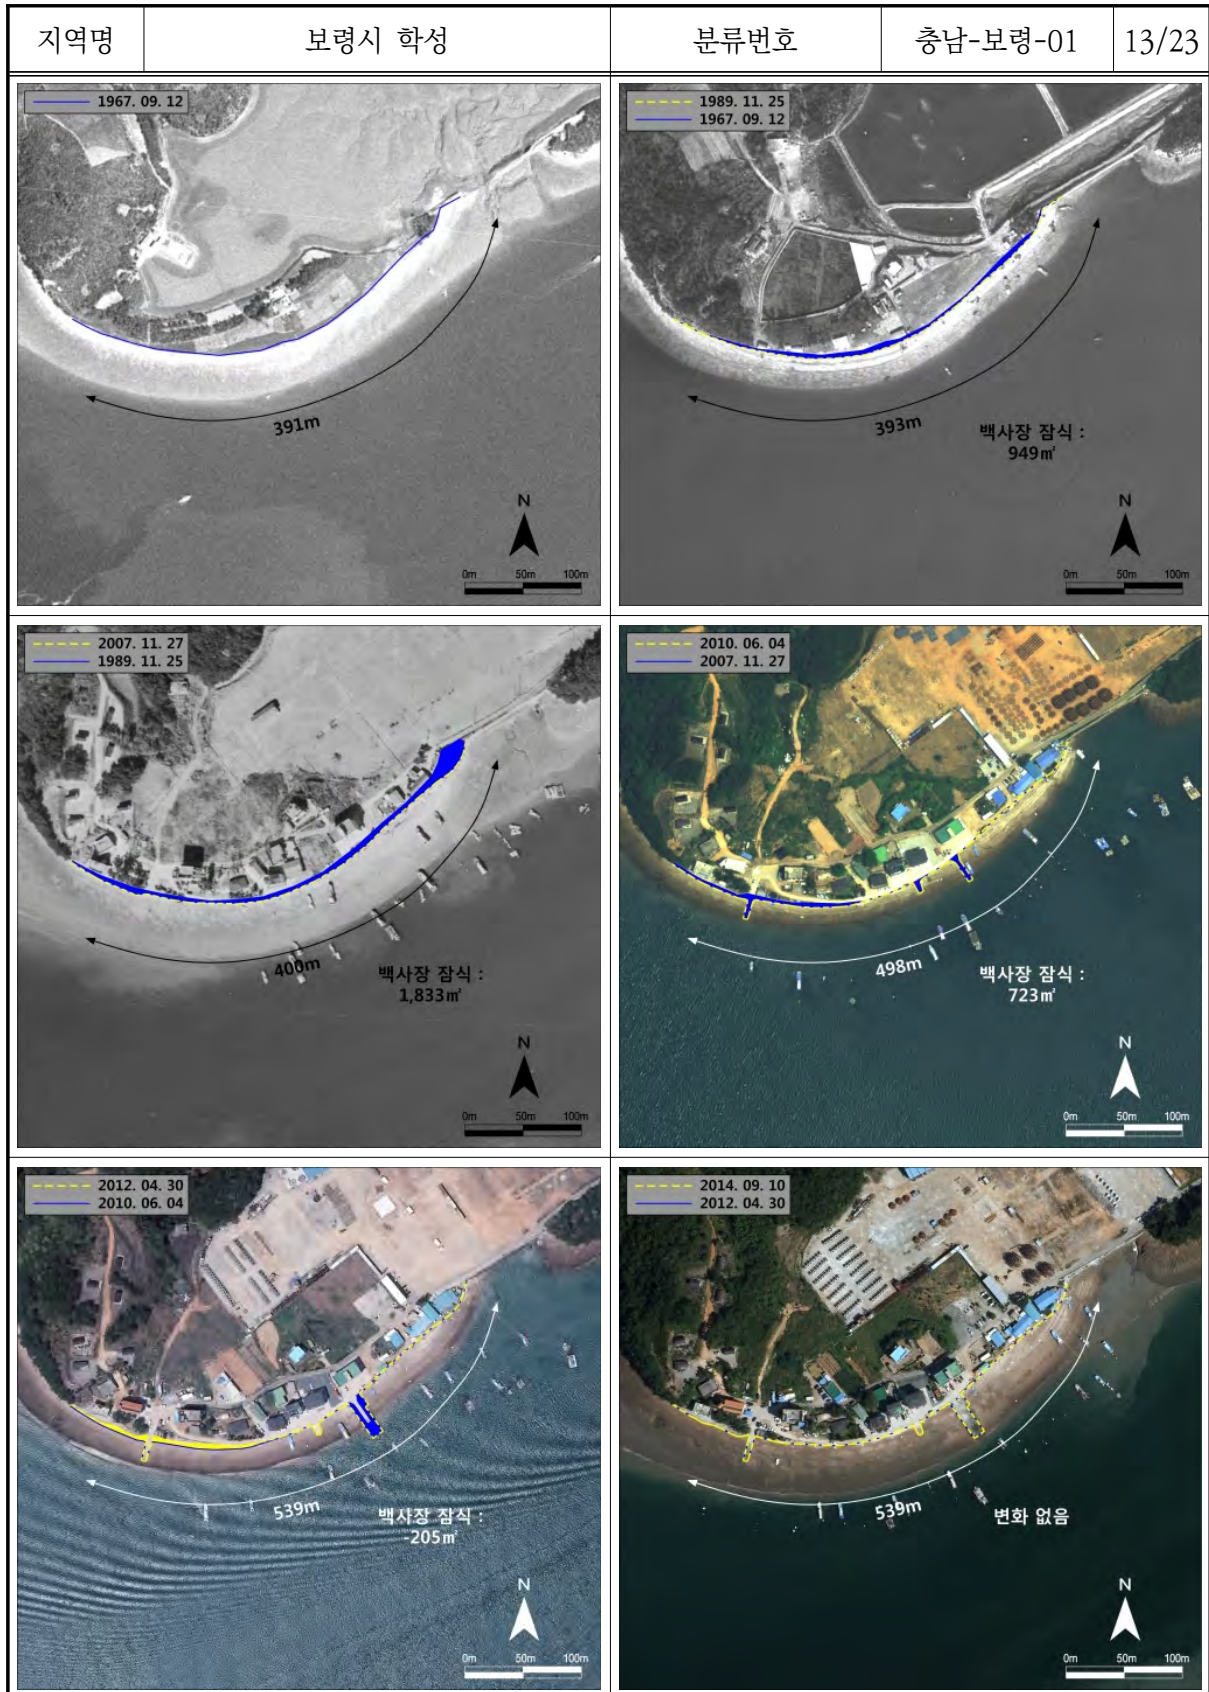 지역명 보령시 학성 분류번호 충남-보령-01 13/23
1967. 09. 12
391m
N
0m 50m 100m
1989. 11. 25
1967. 09. 12
393m
백사장 잠식 :
949㎡
N
0m 50m 100m
2007. 11. 27
1989. 11. 25
400m
백사장 잠식 :
1,833㎡
N
0m 50m 100m
2010. 06. 04
2007. 11. 27
498m
백사장 잠식 :
723㎡
N
0m 50m 100m
2012. 04. 30
2010. 06. 04
539m
백사장 잠식 :
-205㎡
N
0m 50m 100m
2014. 09. 10
2012. 04. 30
539m
변화 없음
N
0m 50m 100m